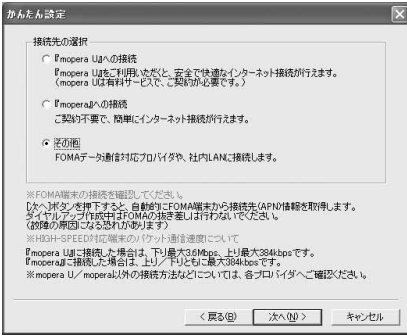 かんたん設定
接続先の選択
『mopera U』への接続
『mopera U』をご利用いただくと、安全で快適なインターネット接続が行えます。
(mopera Uは有料サービスで、ご契約が必要です。)
『mopera』への接続
ご契約不要で、簡単にインターネット接続が行えます。
その他
FOMAデータ通信対応プロバイダや、社内LANに接続します。
※FOMA端末の接続を確認してください。
[次へ]ボタンを押下すると、自動的にFOMA端末から接続先(APN)情報を取得します。
ダイヤルアップ作成中はFOMAの抜き差しは行わないでください。
(故障の原因になる恐れがあります)
※HIGH-SPEED対応端末のパケット通信速度について
『mopera U』に接続した場合は、下り最大3.6Mbps、上り最大384kbpsです。
『mopera』に接続した場合は、上り／下りともに最大384kbpsです。
※mopera U／mopera以外の接続方法などについては、各プロバイダへご確認ください。
< 戻る(B)
次へ(N) >
キャンセル